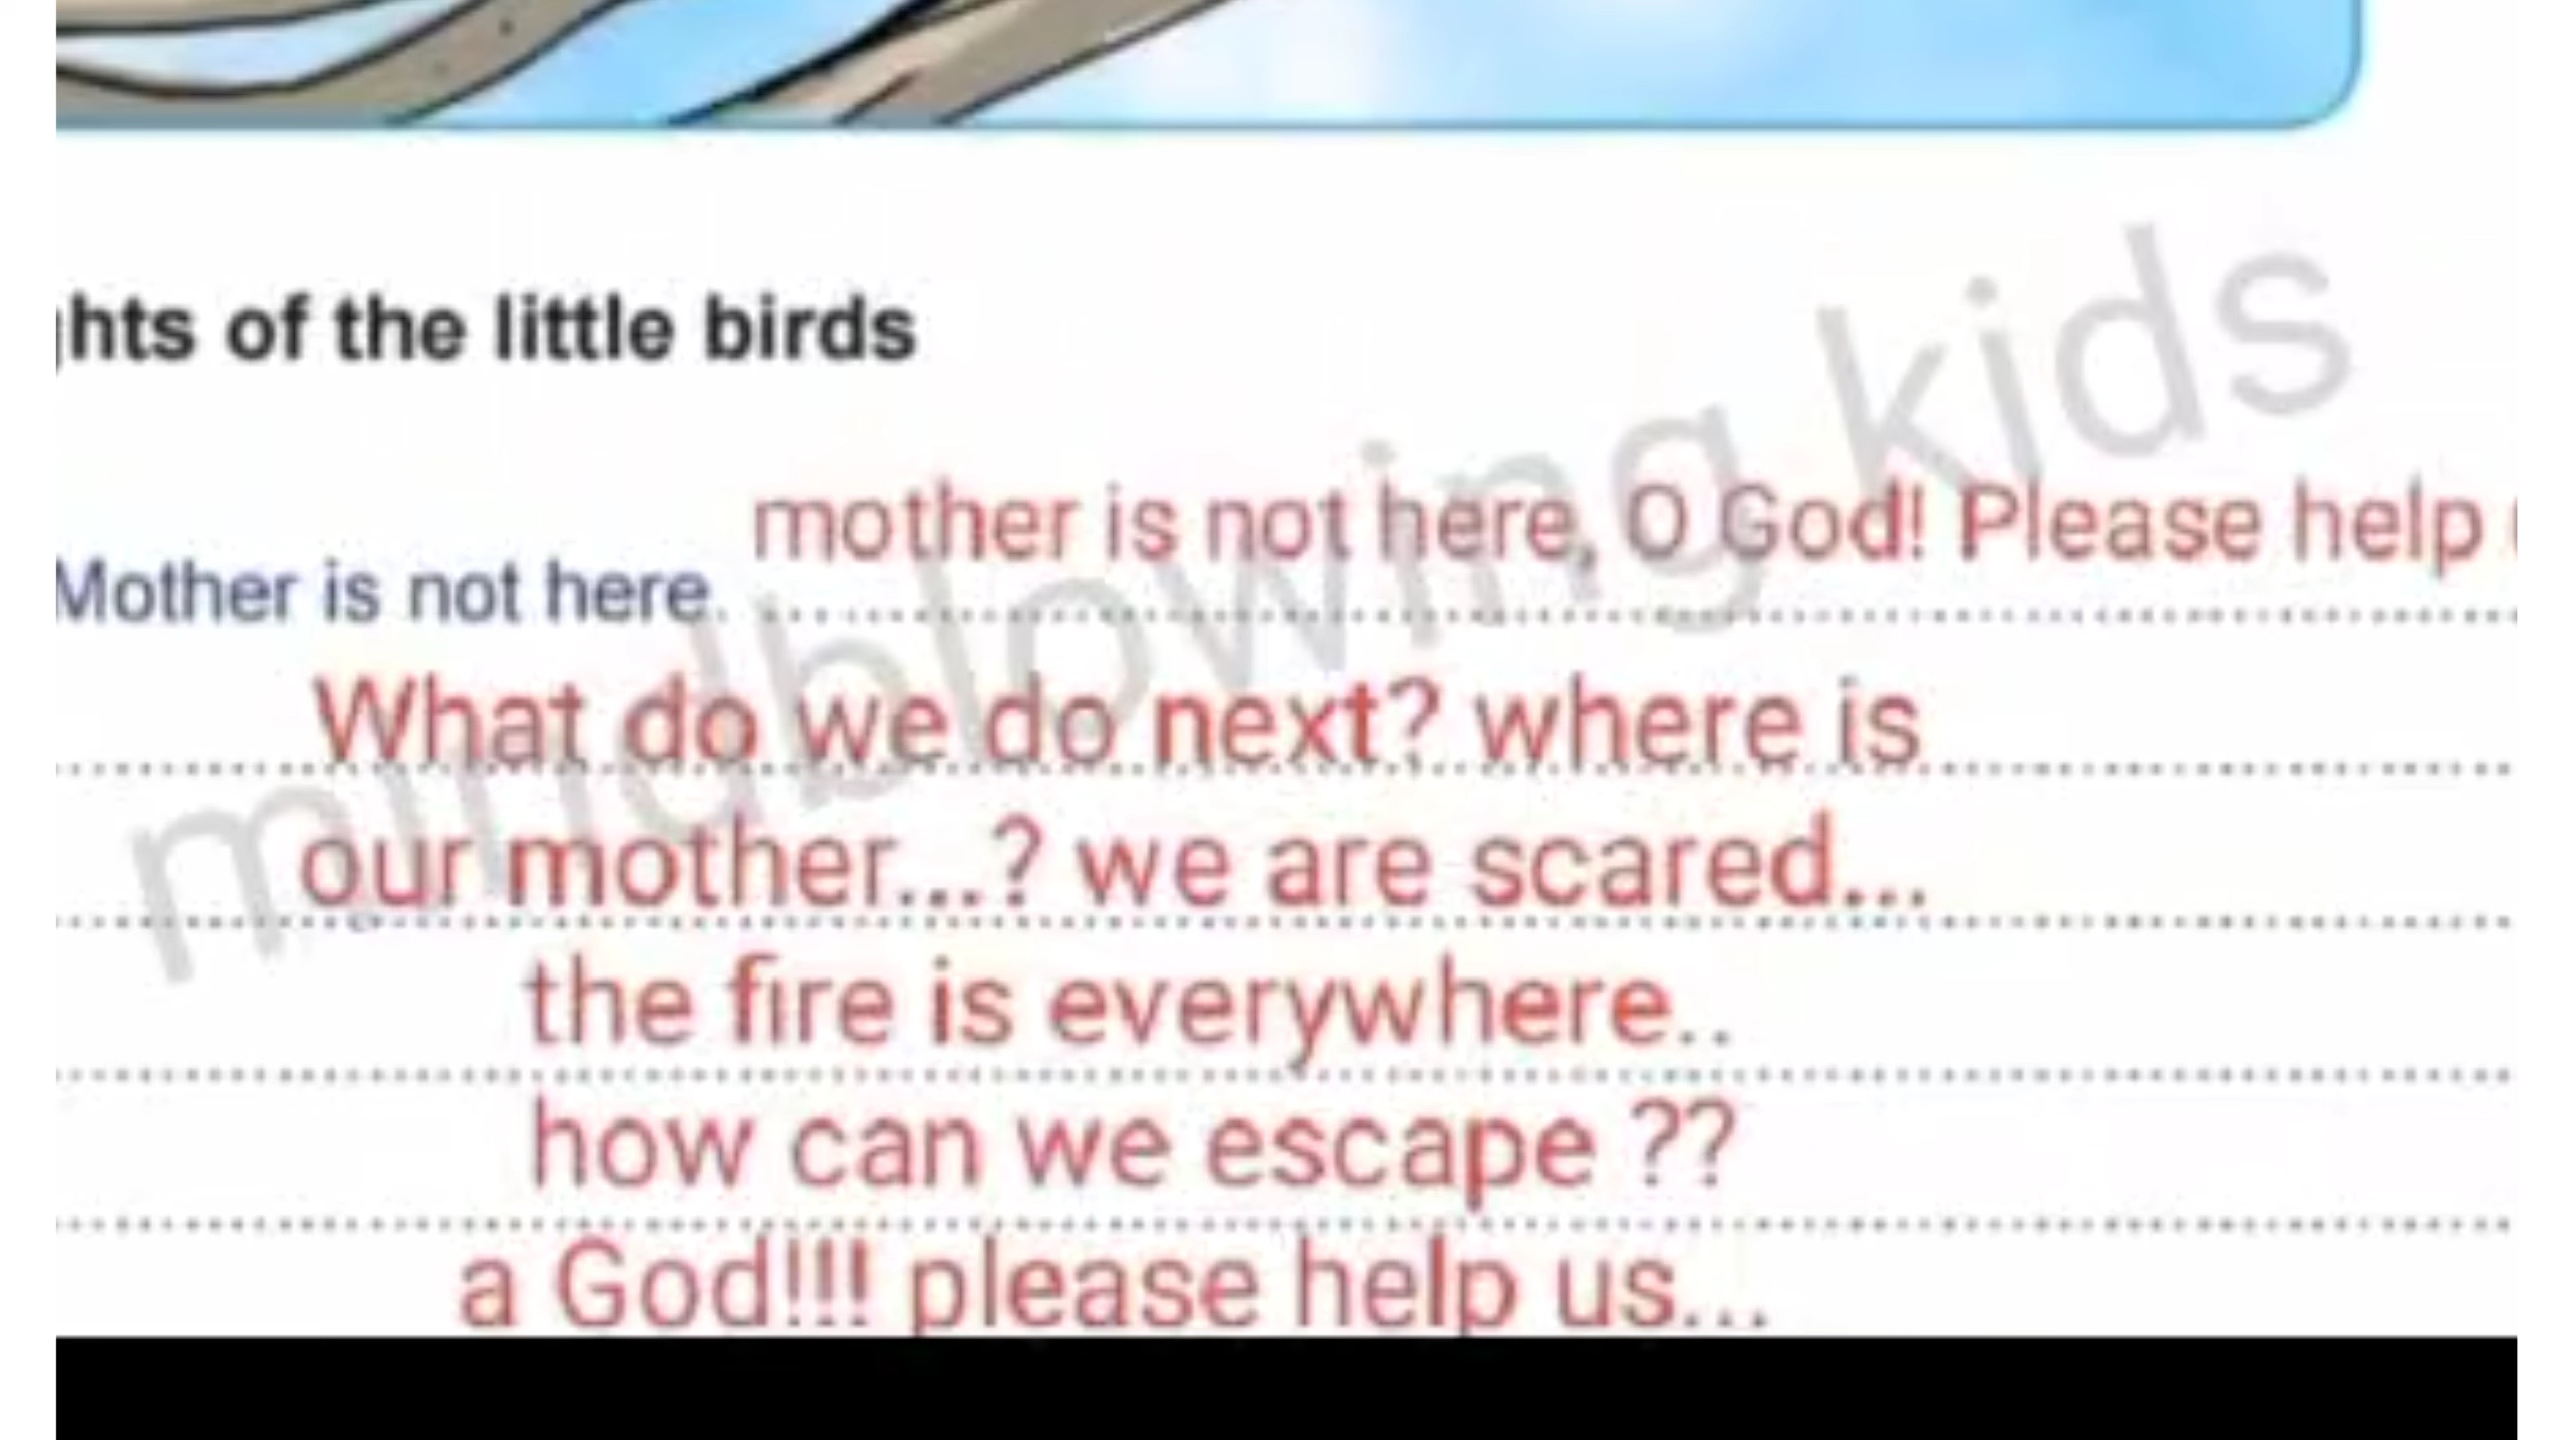 hts of the little birds
mother is not here, O God! Please help
Mother is not here.
What do we do next? where is
our mother...? we are scared...
the fire is everywhere..
how can we escape ??
a God!!! please help us...
mindblowing kids